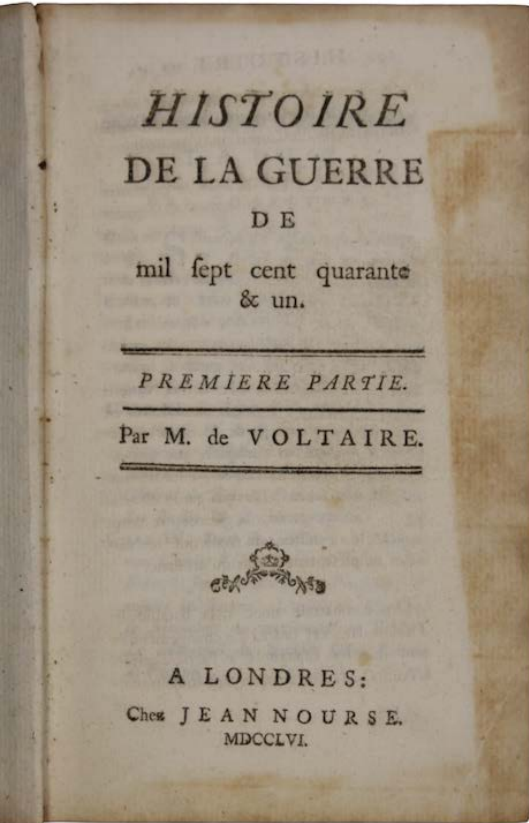 HISTOIRE
DE LA GUERRE
DE
mil ſept cent quarante
& un.
PREMIERE PARTIE.
Par M. de VOLTAIRE.
A LONDRES:
Chez JEAN NOURSE.
MDCCLVI.